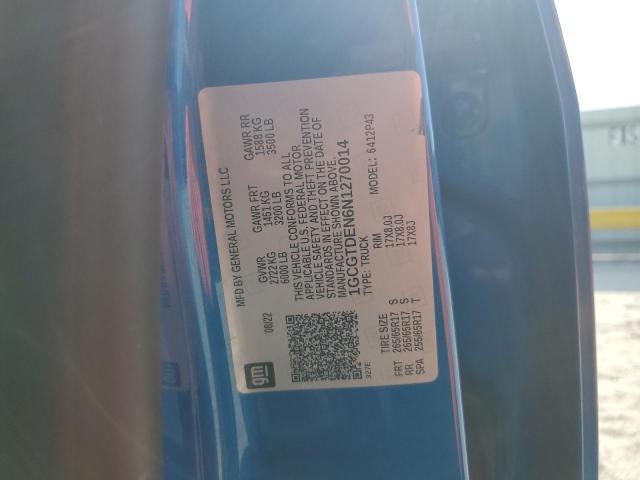 gm
08/22
MFD BY GENERAL MOTORS LLC
GVWR GAWR FRT GAWR RR
2722 KG 1451 KG 1588 KG
6000 LB 3200 LB 3500 LB
THIS VEHICLE CONFORMS TO ALL
APPLICABLE U.S. FEDERAL MOTOR
VEHICLE SAFETY AND THEFT PREVENTION
STANDARDS IN EFFECT ON THE DATE OF
MANUFACTURE SHOWN ABOVE.
1GCGTDEN6N1270014
TYPE: TRUCK MODEL: 6412P43
327E
TIRE SIZE RIM
FRT 265/65R17 S 17X8.0J
RR 265/65R17 S 17X8.0J
SPA 255/65R17 T 17X8J